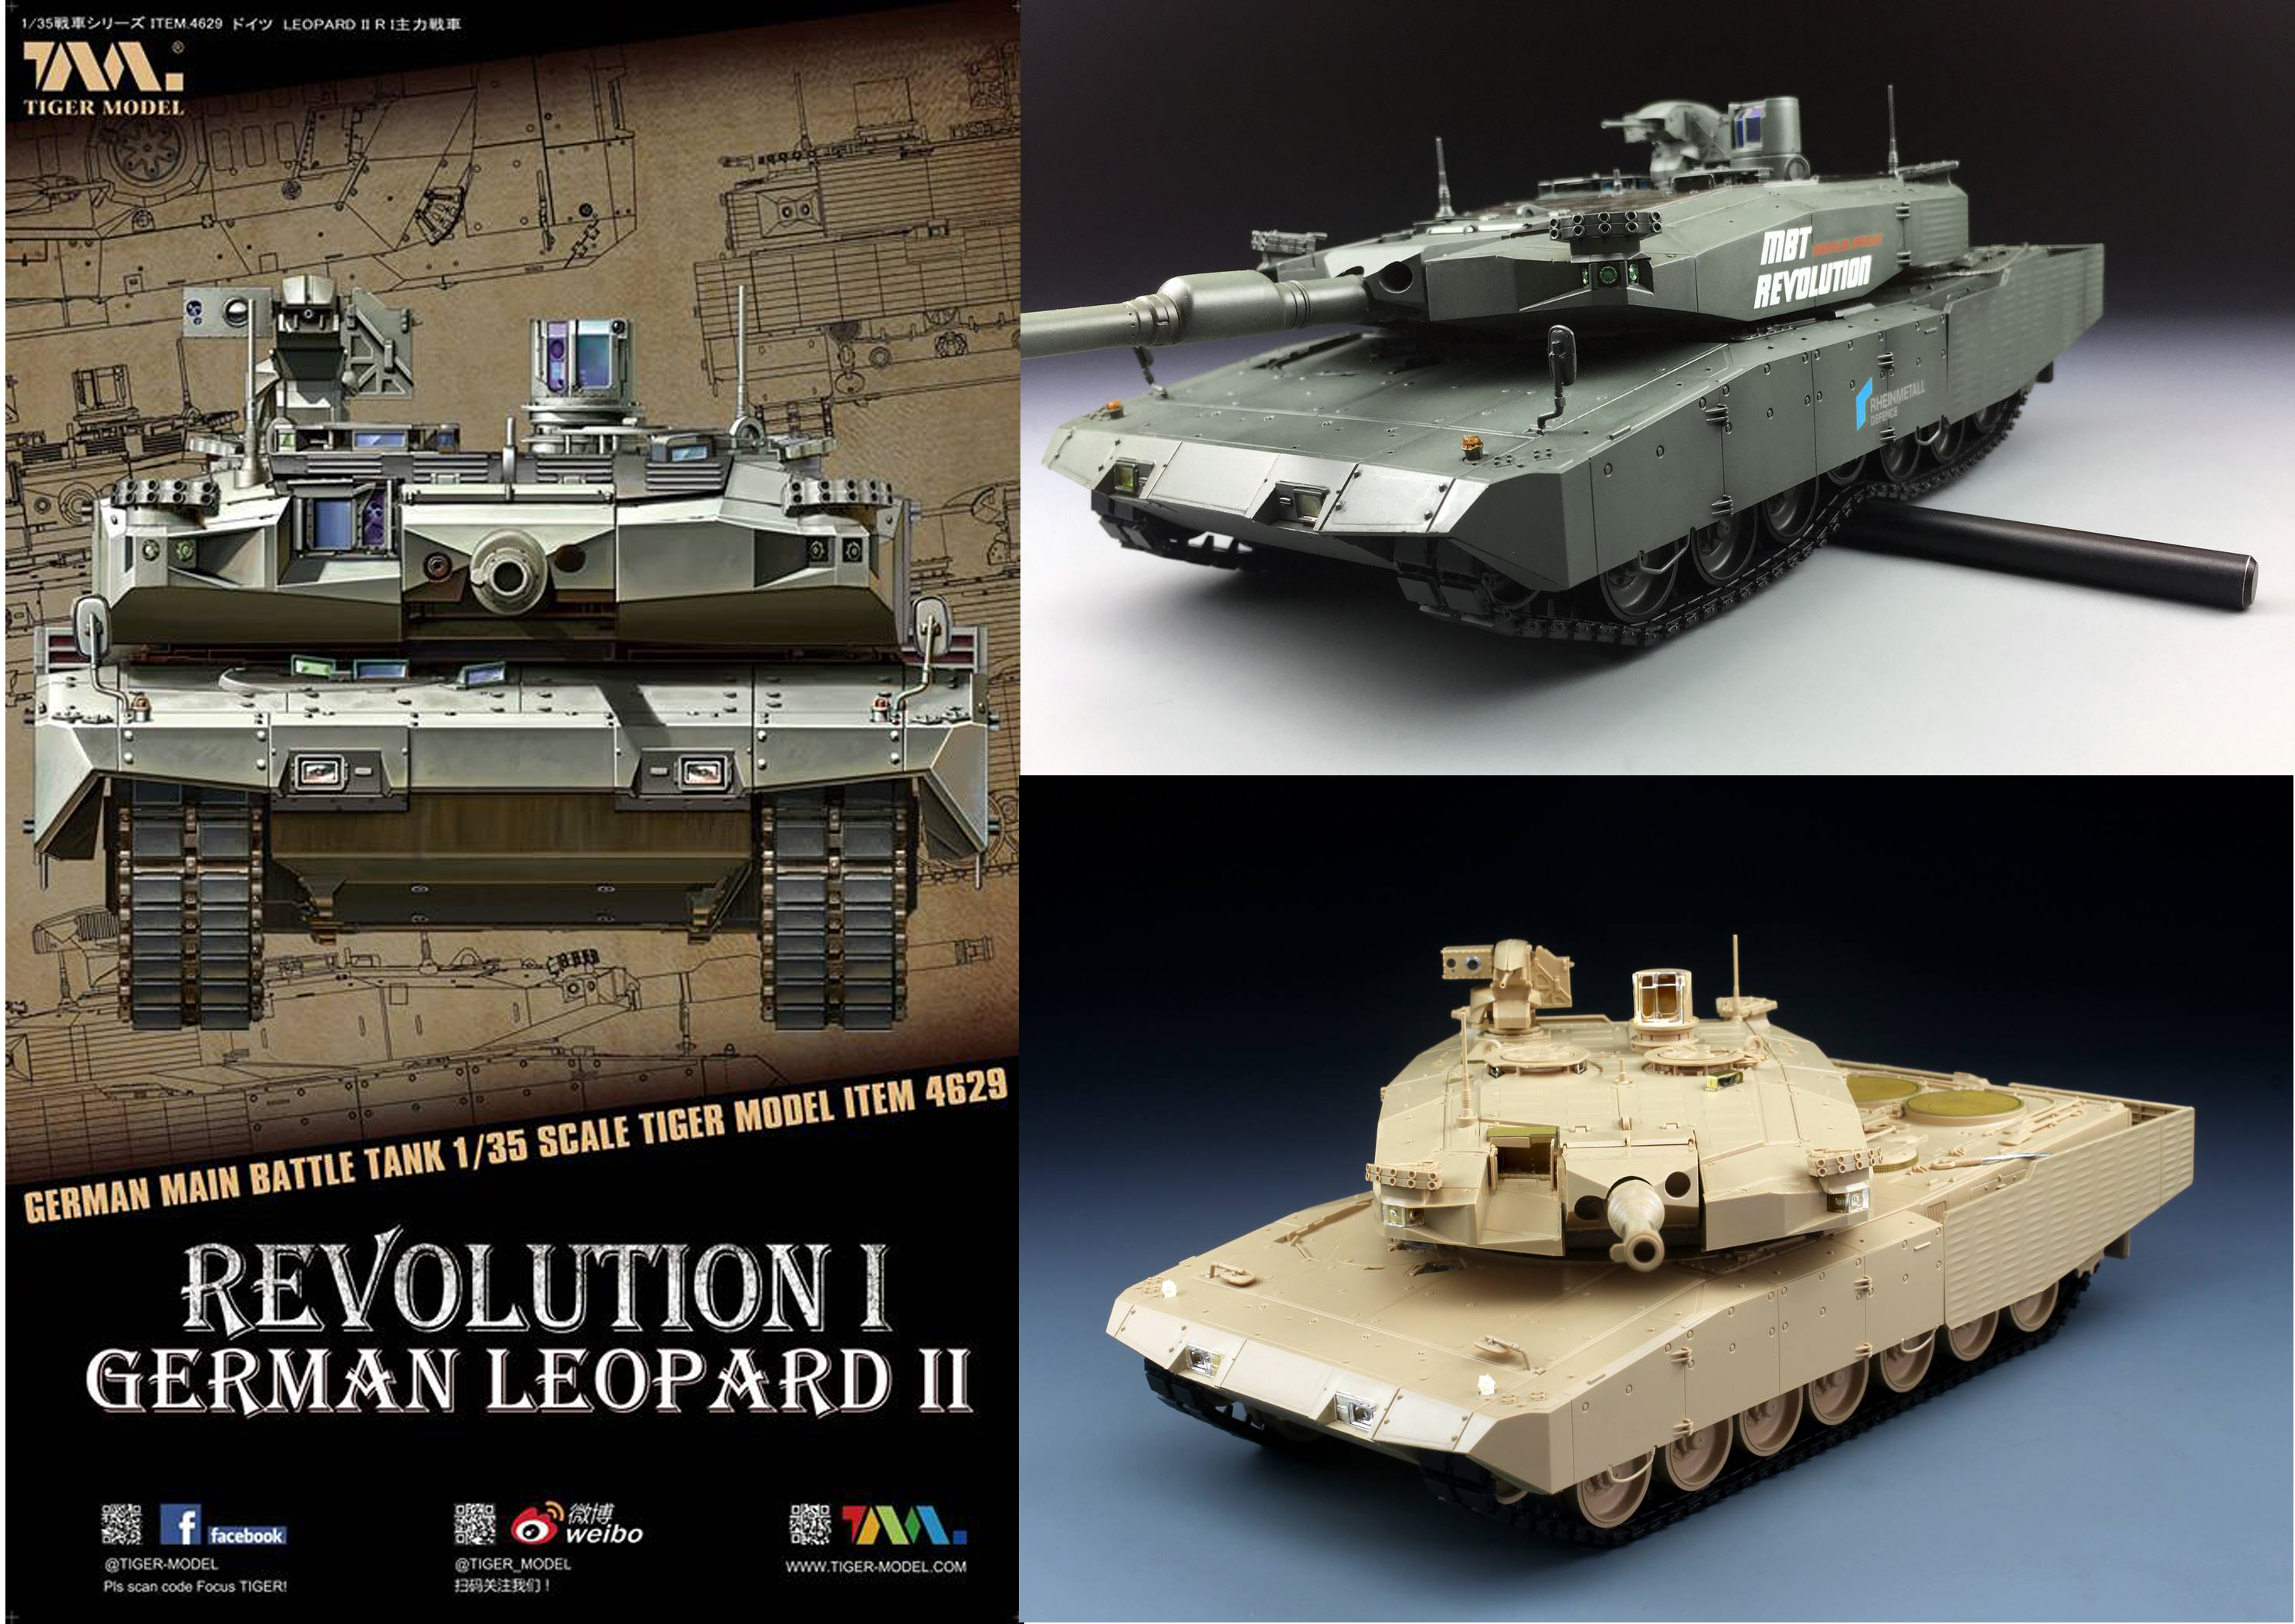 1/35戦車シリーズ ITEM.4629 ドイツ LEOPARD II R I主力戦車
TAM.®
TIGER MODEL
GERMAN MAIN BATTLE TANK 1/35 SCALE TIGER MODEL ITEM 4629
REVOLUTION I
GERMAN LEOPARD II
facebook
@TIGER-MODEL
Pls scan code Focus TIGER!
微博
weibo
@TIGER_MODEL
扫码关注我们！
TAM.
WWW.TIGER-MODEL.COM
MBT
REVOLUTION
RHEINMETALL
DEFENCE